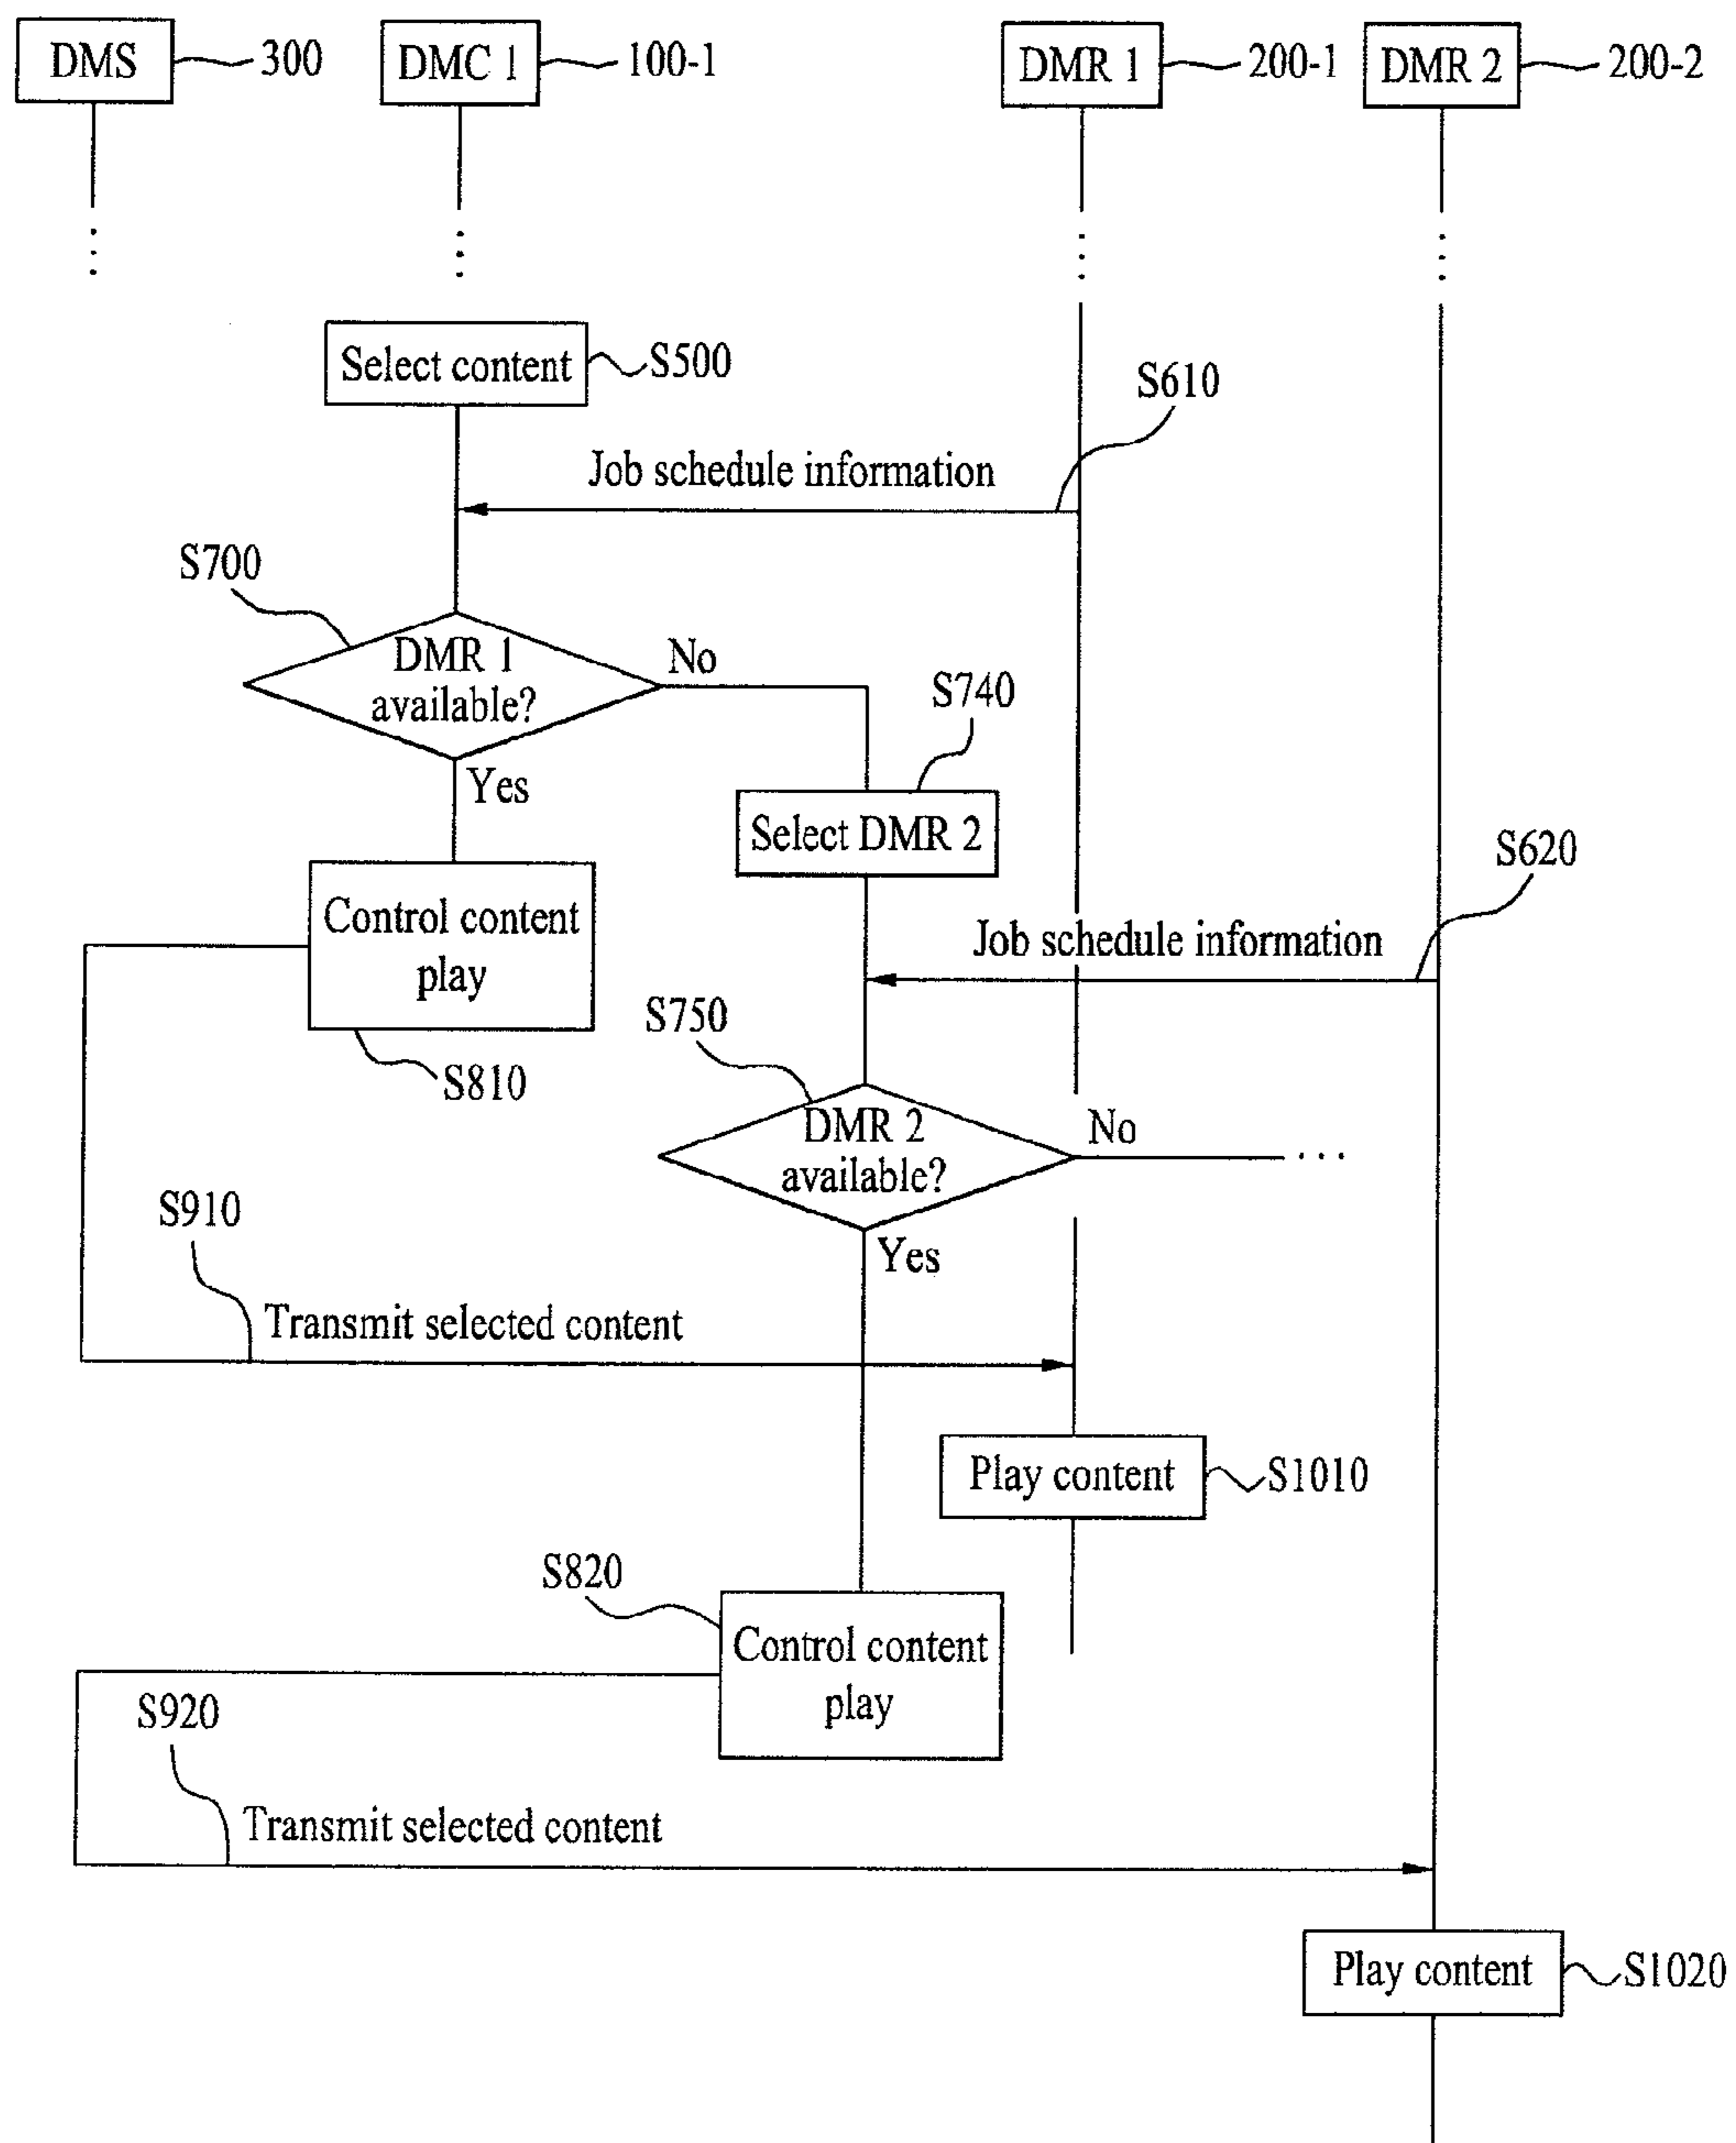 DMS
300
DMC 1
100-1
DMR 1
200-1
DMR 2
200-2
Select content
S500
S610
Job schedule information
S700
DMR 1
available?
No
Yes
S740
Select DMR 2
S620
Control content
play
S810
Job schedule information
S750
DMR 2
available?
No
Yes
S910
Transmit selected content
Play content
S1010
S820
Control content
play
S920
Transmit selected content
Play content
S1020